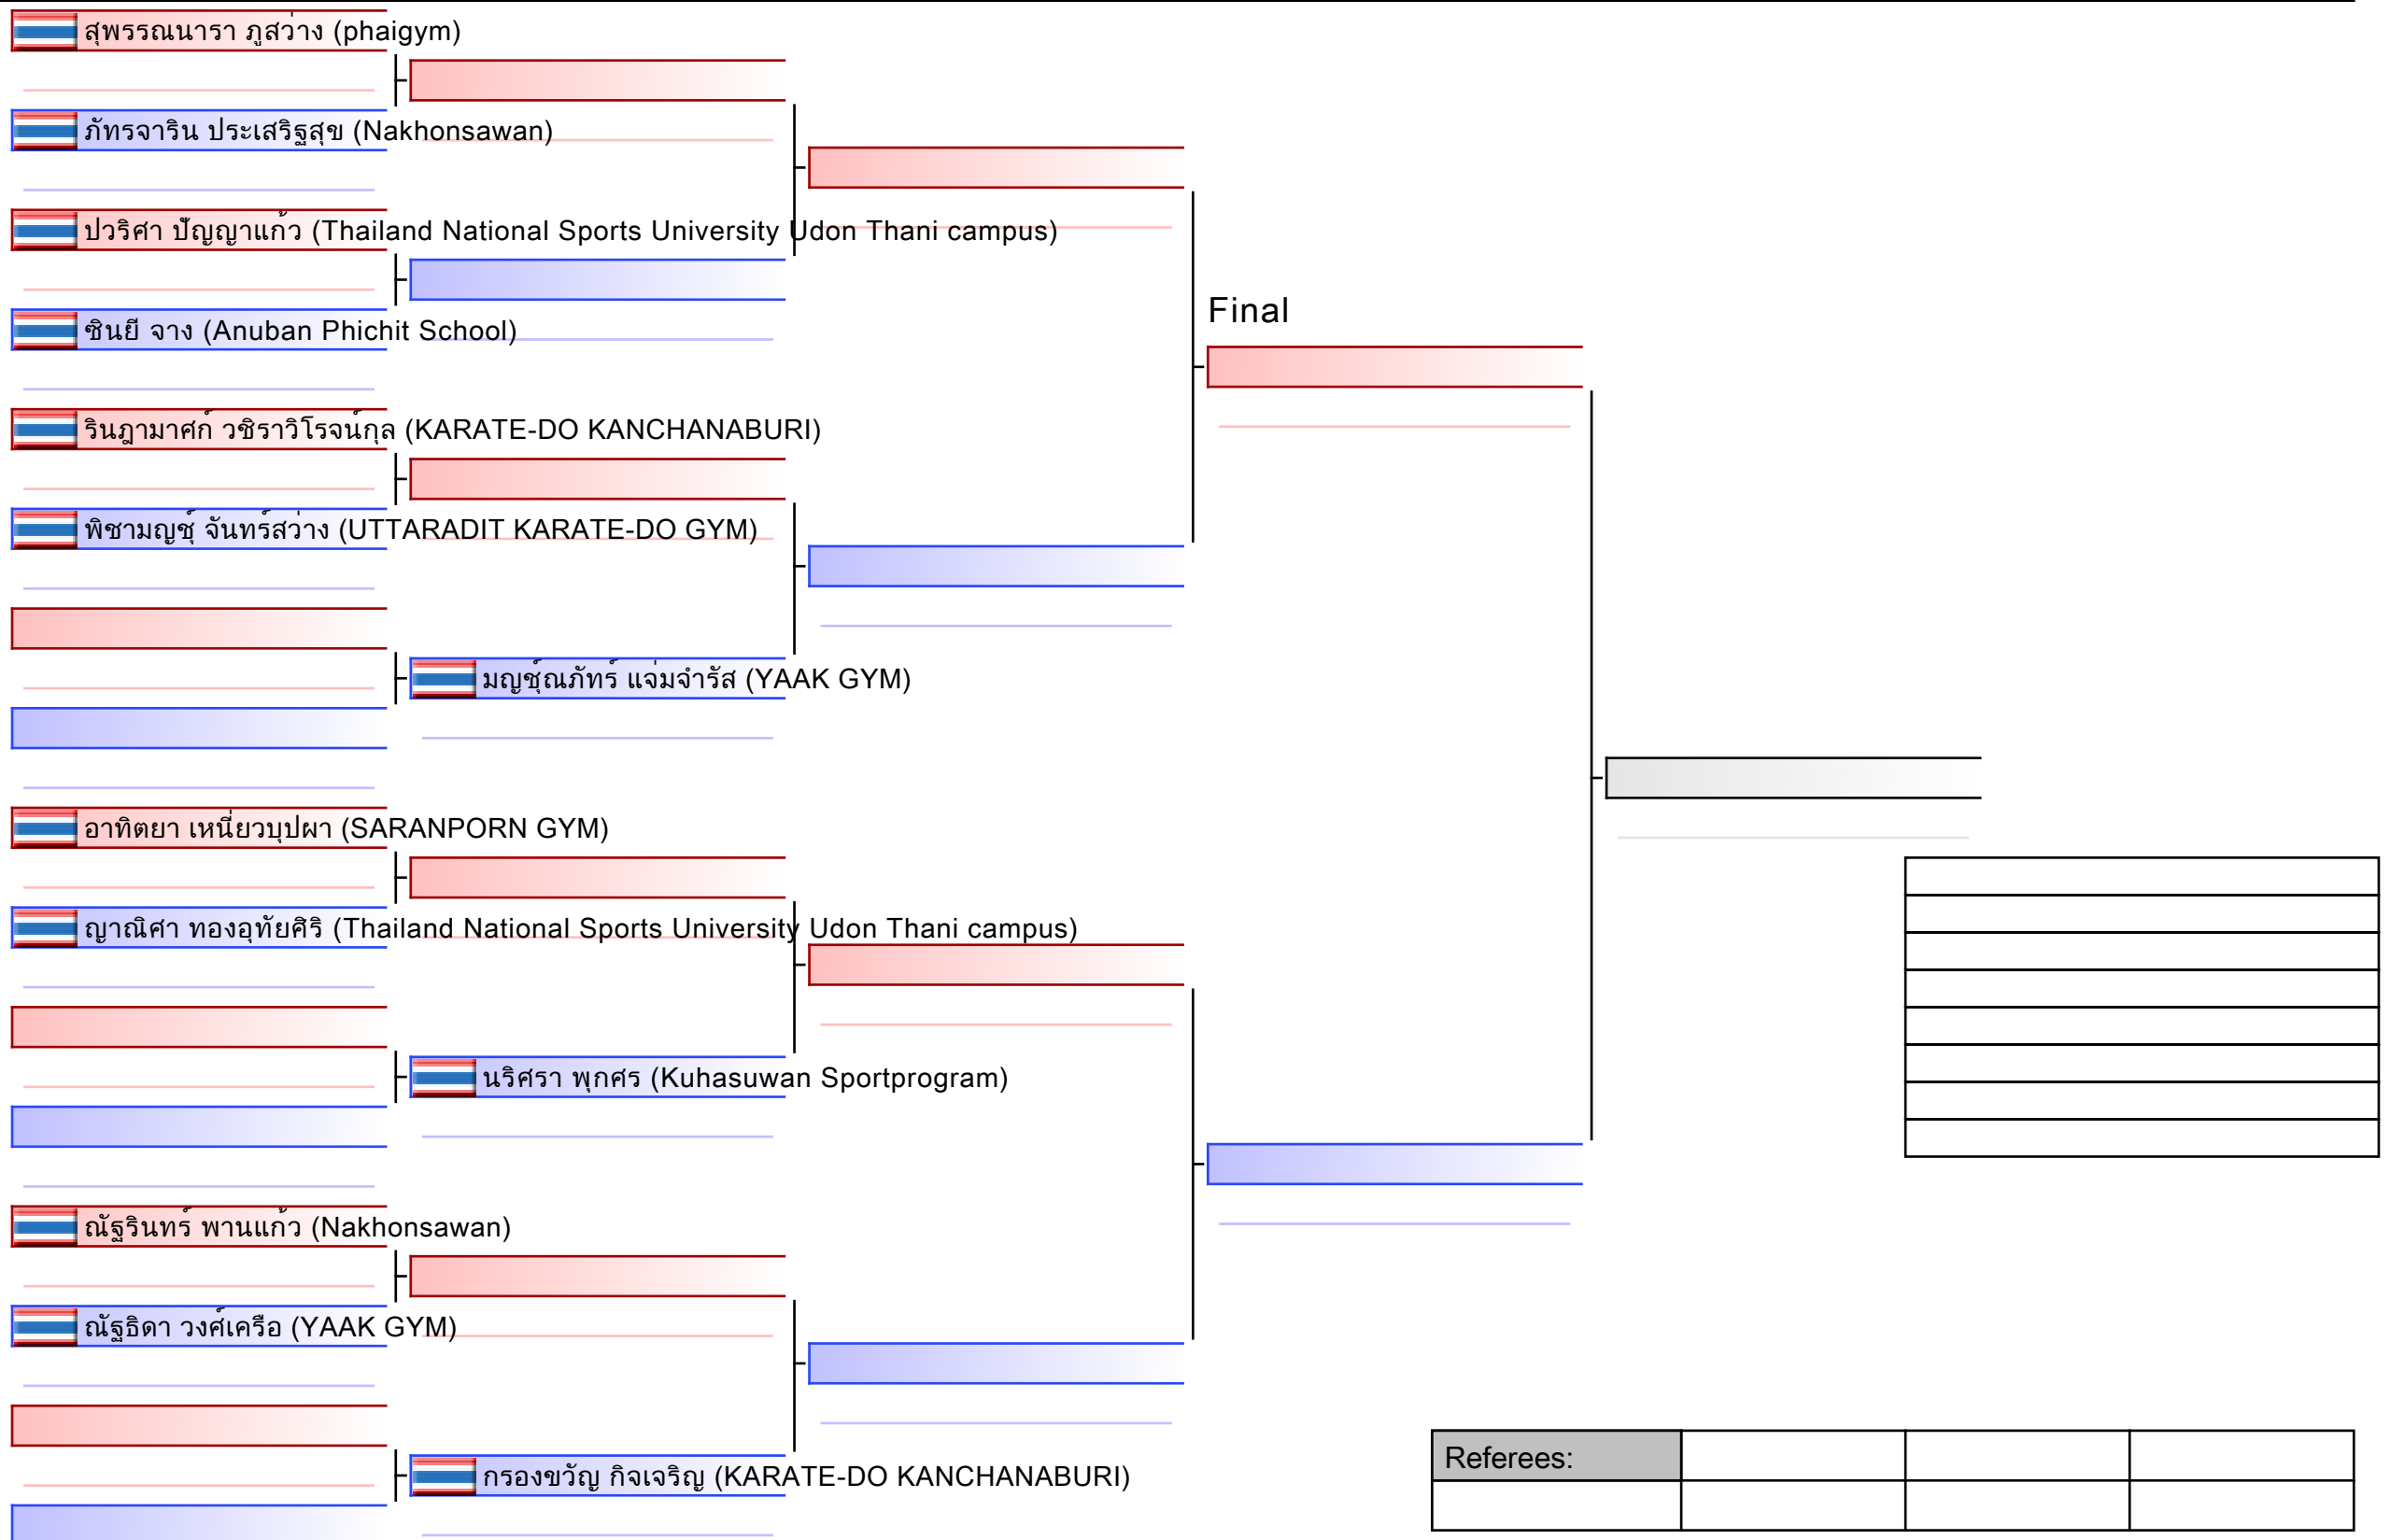 สุพรรณนารา ภูสว่าง (phaigym)
ภัทรจาริน ประเสริฐสุข (Nakhonsawan)
ปวริศา ปัญญาแก้ว (Thailand National Sports University Udon Thani campus)
ซินยี จาง (Anuban Phichit School)
Final
รินฎามาศก์ วชิราวิโรจน์กุล (KARATE-DO KANCHANABURI)
พิชามญชุ์ จันทร์สว่าง (UTTARADIT KARATE-DO GYM)
มญชุ์ณภัทร์ แจ่มจำรัส (YAAK GYM)
อาทิตยา เหนี่ยวบุปผา (SARANPORN GYM)
ญาณิศา ทองอุทัยศิริ (Thailand National Sports University Udon Thani campus)
นริศรา พุกศร (Kuhasuwan Sportprogram)
ณัฐรินทร์ พานแก้ว (Nakhonsawan)
ณัฐธิดา วงศ์เครือ (YAAK GYM)
กรองขวัญ กิจเจริญ (KARATE-DO KANCHANABURI)
Referees: